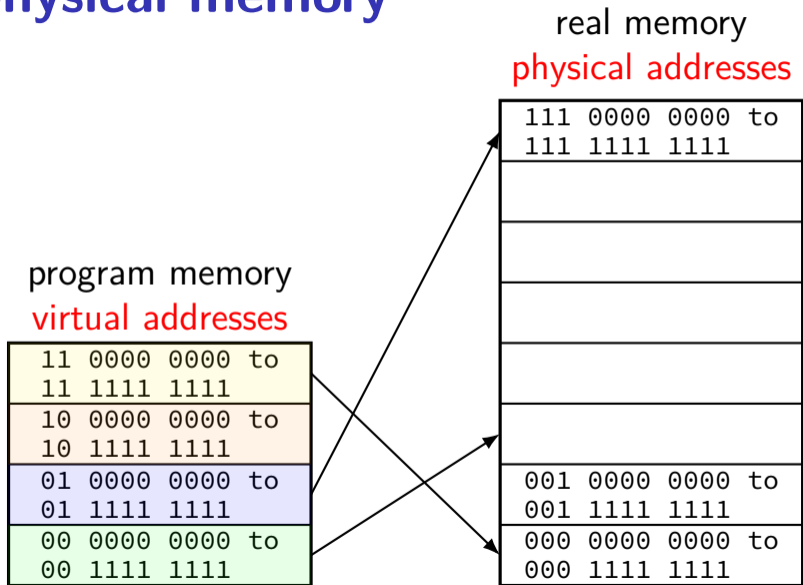 real memory
physical addresses
111 0000 0000 to
111 1111 1111
program memory
virtual addresses
11 0000 0000 to
11 1111 1111
10 0000 0000 to
10 1111 1111
01 0000 0000 to
01 1111 1111
00 0000 0000 to
00 1111 1111
001 0000 0000 to
001 1111 1111
000 0000 0000 to
000 1111 1111